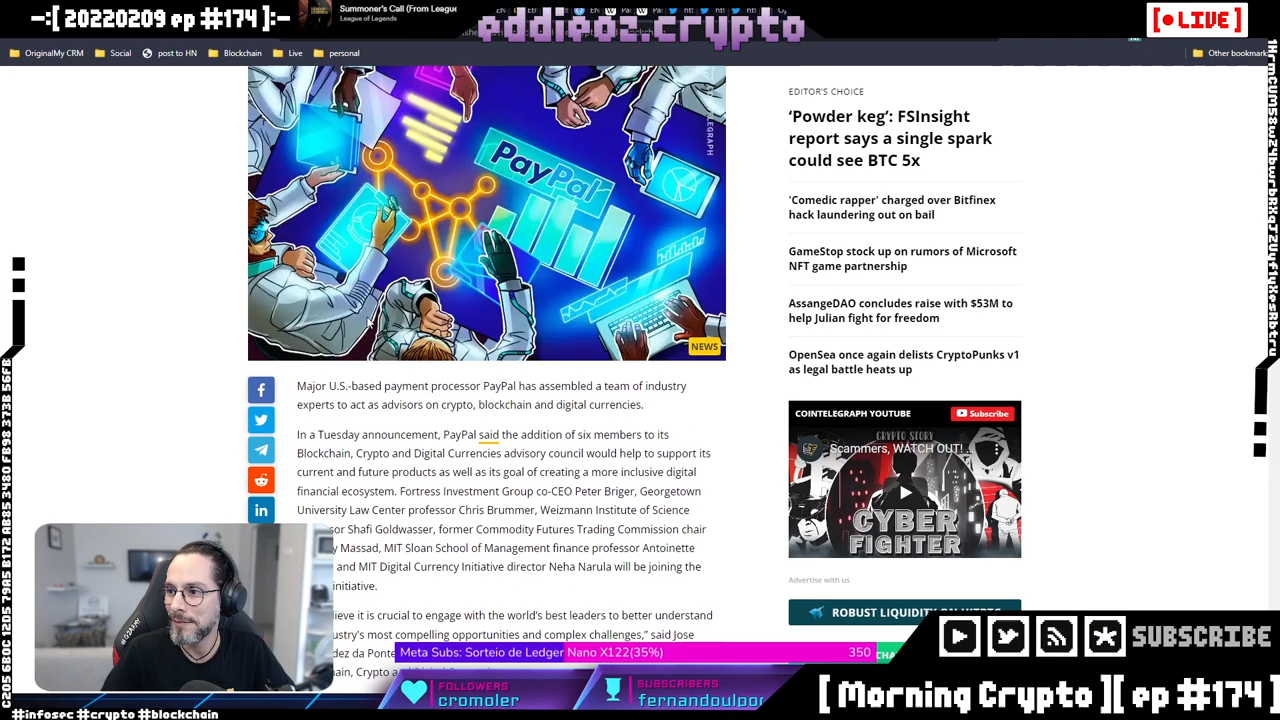 -:[ 20220209 ep #174 ]:-
Summoner's Call (From League
League of Legends
eddieoz.crypto
[ • LIVE ]
OriginalMy CRM
Social
post to HN
Blockchain
Live
personal
Other bookmark
PayPal
NEWS
Major U.S.-based payment processor PayPal has assembled a team of industry
experts to act as advisors on crypto, blockchain and digital currencies.
In a Tuesday announcement, PayPal said the addition of six members to its
Blockchain, Crypto and Digital Currencies advisory council would help to support its
current and future products as well as its goal of creating a more inclusive digital
financial ecosystem. Fortress Investment Group co-CEO Peter Briger, Georgetown
University Law Center professor Chris Brummer, Weizmann Institute of Science
sor Shafi Goldwasser, former Commodity Futures Trading Commission chair
y Massad, MIT Sloan School of Management finance professor Antoinette
and MIT Digital Currency Initiative director Neha Narula will be joining the
initiative.
ieve it is crucial to engage with the world's best leaders to better understand
ustry's most compelling opportunities and complex challenges," said Jose
dez da Ponte
hain, Crypto a
EDITOR'S CHOICE
'Powder keg': FSInsight
report says a single spark
could see BTC 5x
'Comedic rapper' charged over Bitfinex
hack laundering out on bail
GameStop stock up on rumors of Microsoft
NFT game partnership
AssangeDAO concludes raise with $53M to
help Julian fight for freedom
OpenSea once again delists CryptoPunks v1
as legal battle heats up
COINTELEGRAPH YOUTUBE
Subscribe
CRYPTO STORY
Scammers, WATCH OUT! ...
CYBER
FIGHTER
Advertise with us
ROBUST LIQUIDITY
Meta Subs: Sorteio de Ledger Nano X122(35%)
350
FOLLOWERS
cromoler
SUBSCRIBERS
fernandoulpor
SUBSCRIBE
[ Morning Crypto ][ ep #174 ]
#crypto #blockchain